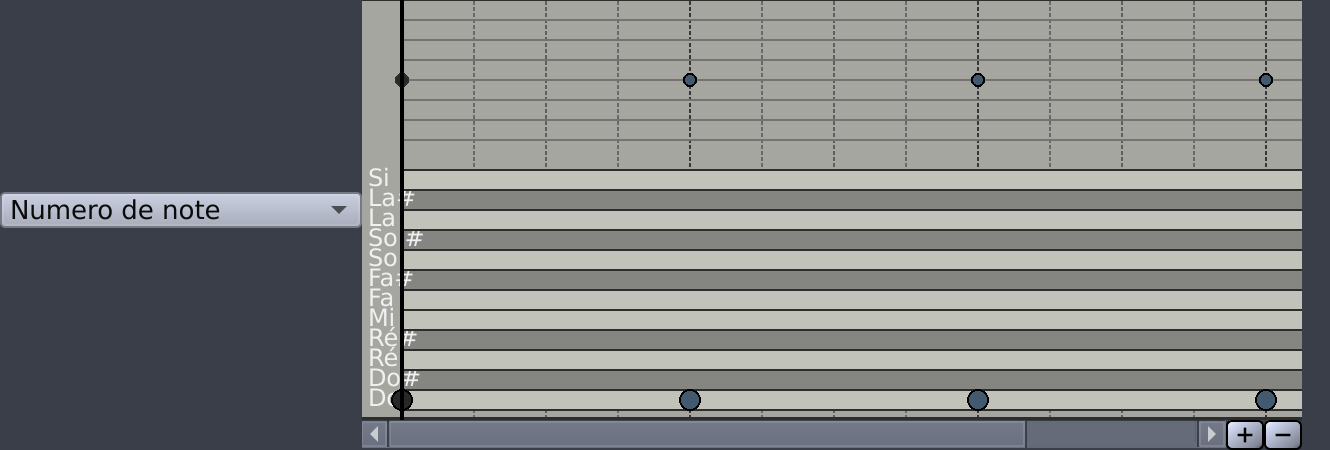 Si
La#
La
Numero de note
So #
So
Fa#
Fa
Mi
Ré#
Ré
Do#
Do
+ −